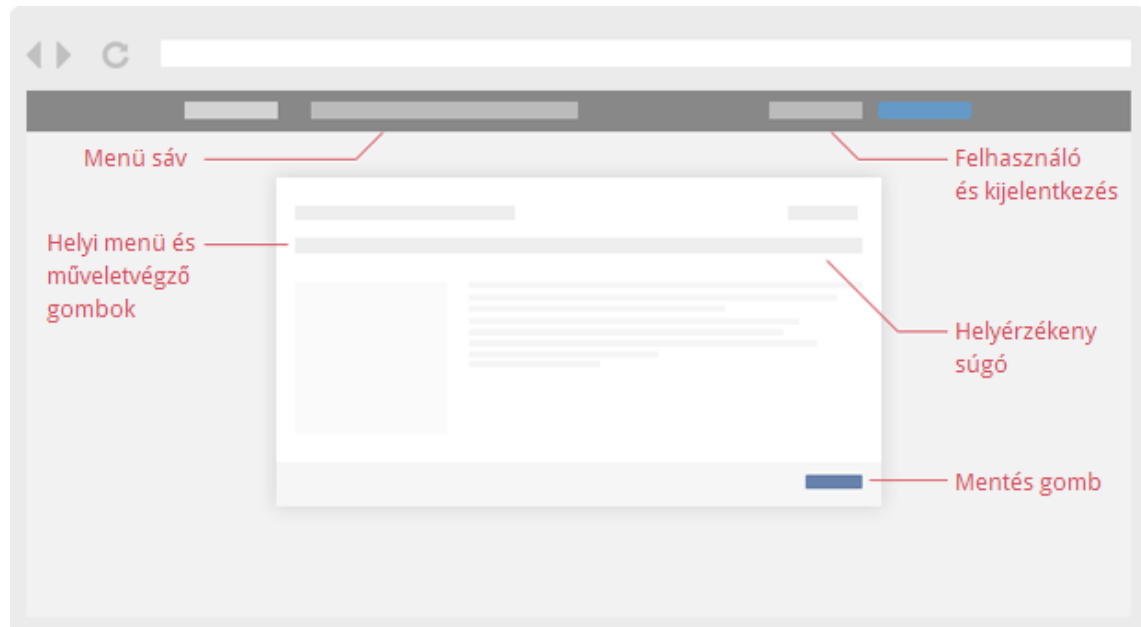 Menü sáv
Felhasználó
és kijelentkezés
Helyi menü és
műveletvégző
gombok
Helyérzékeny
súgó
Mentés gomb